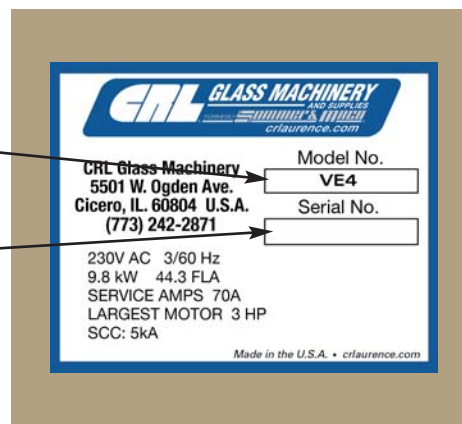 CRL GLASS MACHINERY
AND SUPPLIES
FORMERLY SOMMER & MACA
crlaurence.com
CRL Glass Machinery
5501 W. Ogden Ave.
Cicero, IL. 60804 U.S.A.
(773) 242-2871
Model No.
VE4
Serial No.
230V AC 3/60 Hz
9.8 kW 44.3 FLA
SERVICE AMPS 70A
LARGEST MOTOR 3 HP
SCC: 5kA
Made in the U.S.A. • crlaurence.com